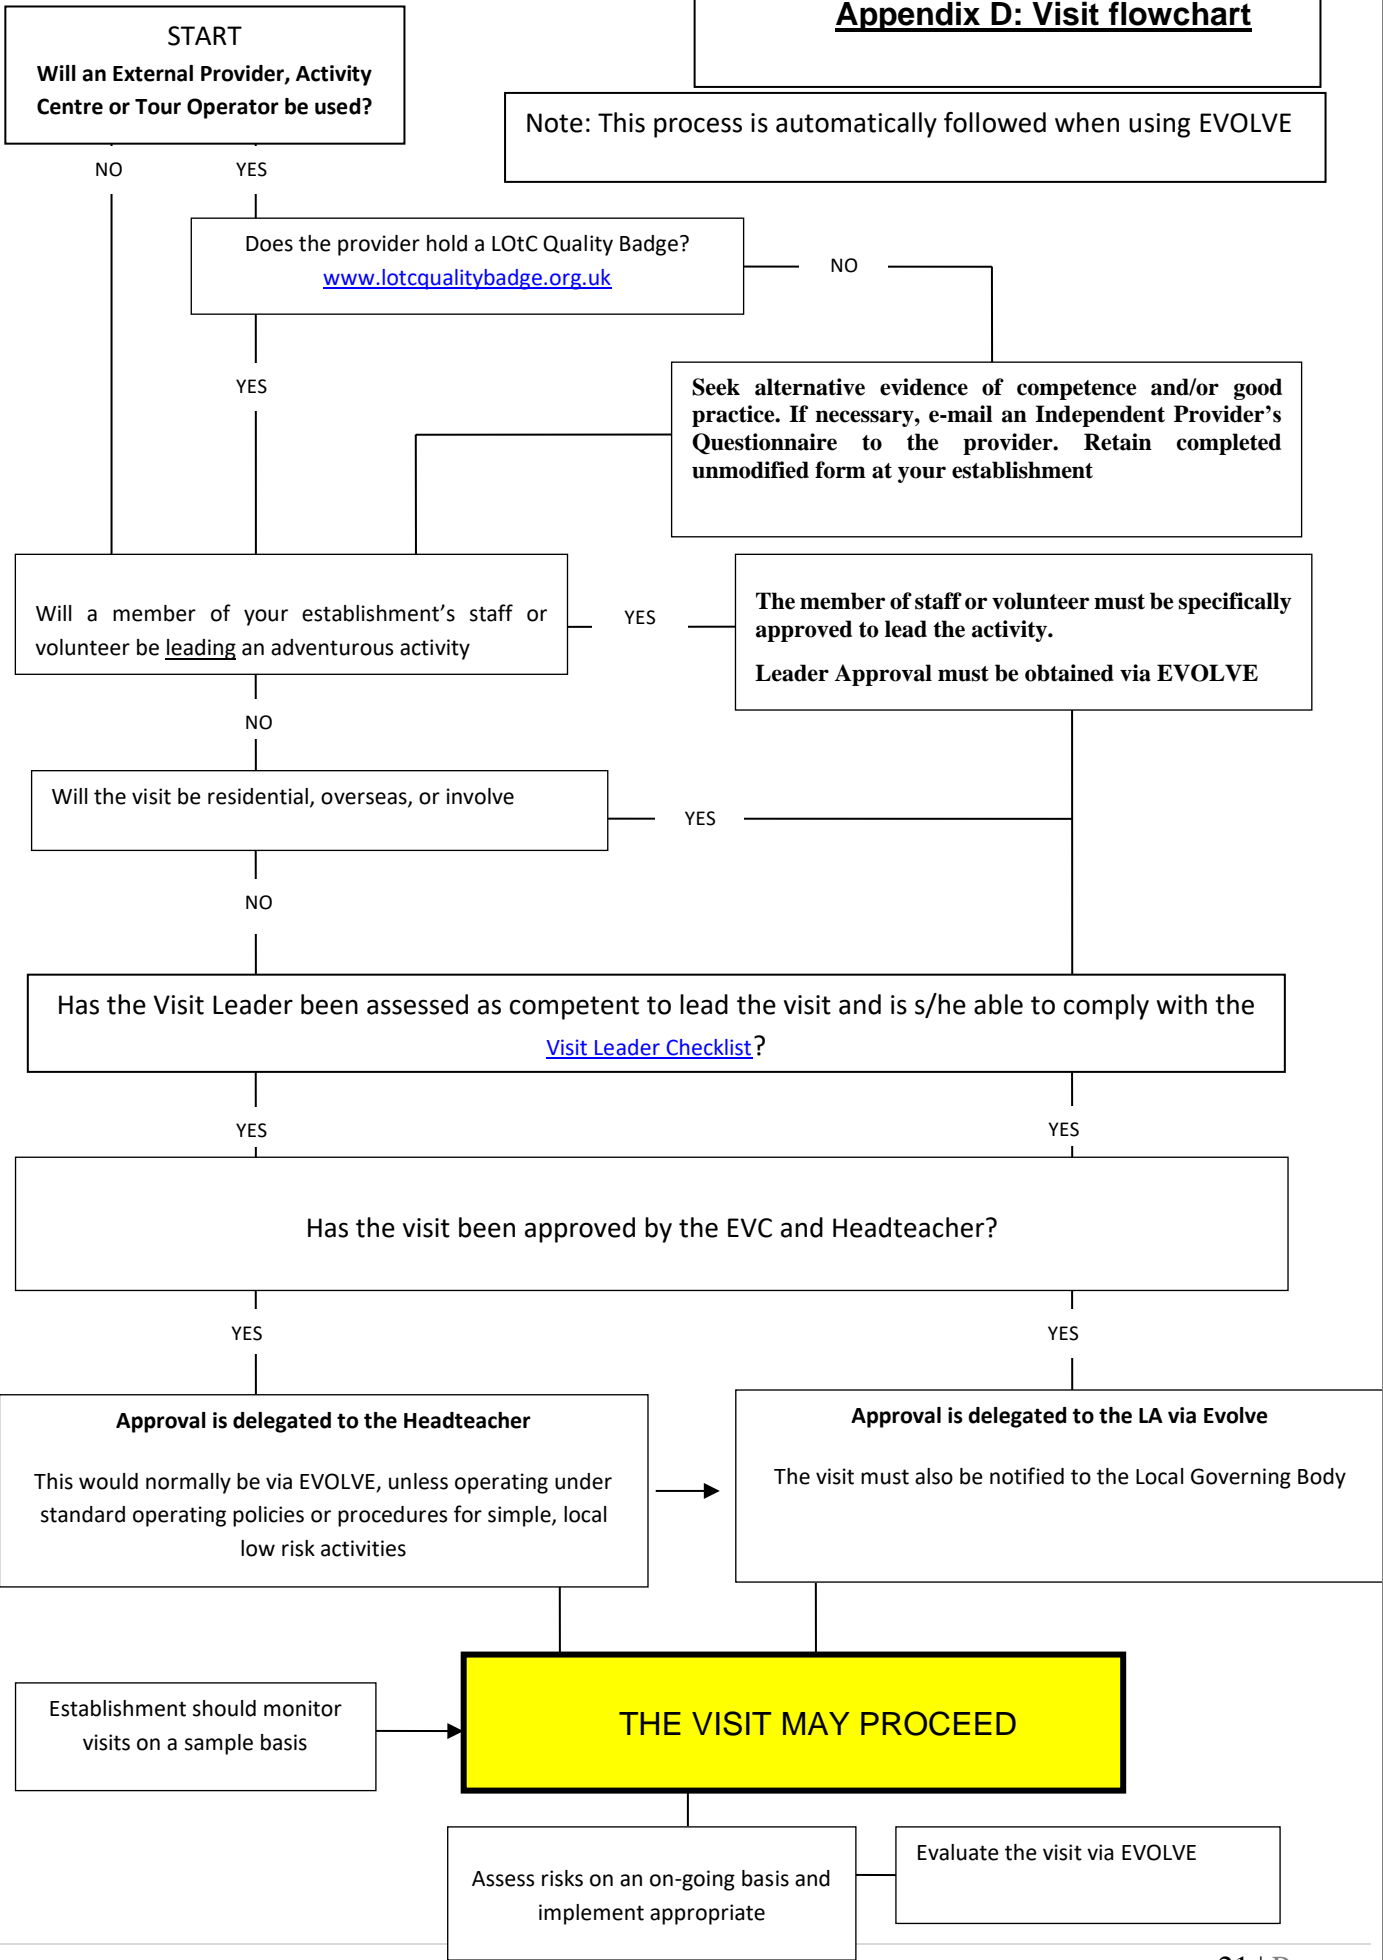 Appendix D: Visit flowchart
START
Will an External Provider, Activity
Centre or Tour Operator be used?
Note: This process is automatically followed when using EVOLVE
NO
YES
Does the provider hold a LOtC Quality Badge?
www.lotcqualitybadge.org.uk
NO
YES
Seek alternative evidence of competence and/or good
practice. If necessary, e-mail an Independent Provider’s
Questionnaire to the provider. Retain completed
unmodified form at your establishment
Will a member of your establishment’s staff or
volunteer be leading an adventurous activity
YES
The member of staff or volunteer must be specifically
approved to lead the activity.
Leader Approval must be obtained via EVOLVE
NO
Will the visit be residential, overseas, or involve
YES
NO
Has the Visit Leader been assessed as competent to lead the visit and is s/he able to comply with the
Visit Leader Checklist?
YES
YES
Has the visit been approved by the EVC and Headteacher?
YES
YES
Approval is delegated to the Headteacher
This would normally be via EVOLVE, unless operating under
standard operating policies or procedures for simple, local
low risk activities
Approval is delegated to the LA via Evolve
The visit must also be notified to the Local Governing Body
Establishment should monitor
visits on a sample basis
THE VISIT MAY PROCEED
Assess risks on an on-going basis and
implement appropriate
Evaluate the visit via EVOLVE